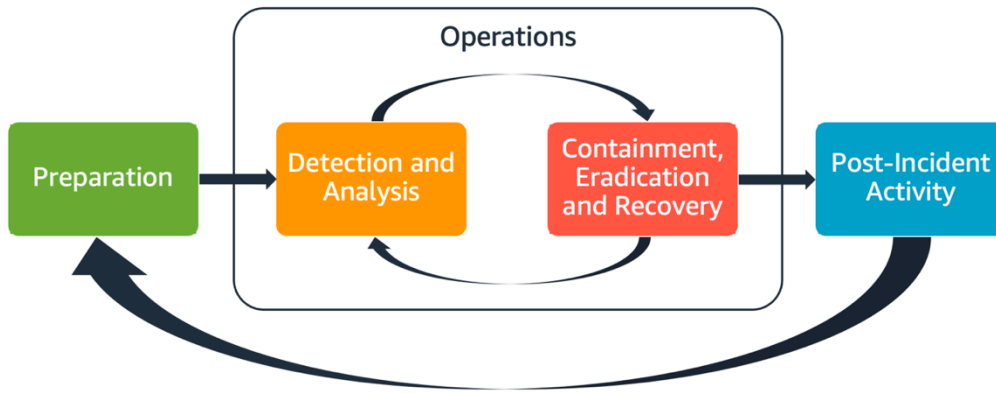 Operations
Preparation
Detection and
Analysis
Containment,
Eradication
and Recovery
Post-Incident
Activity